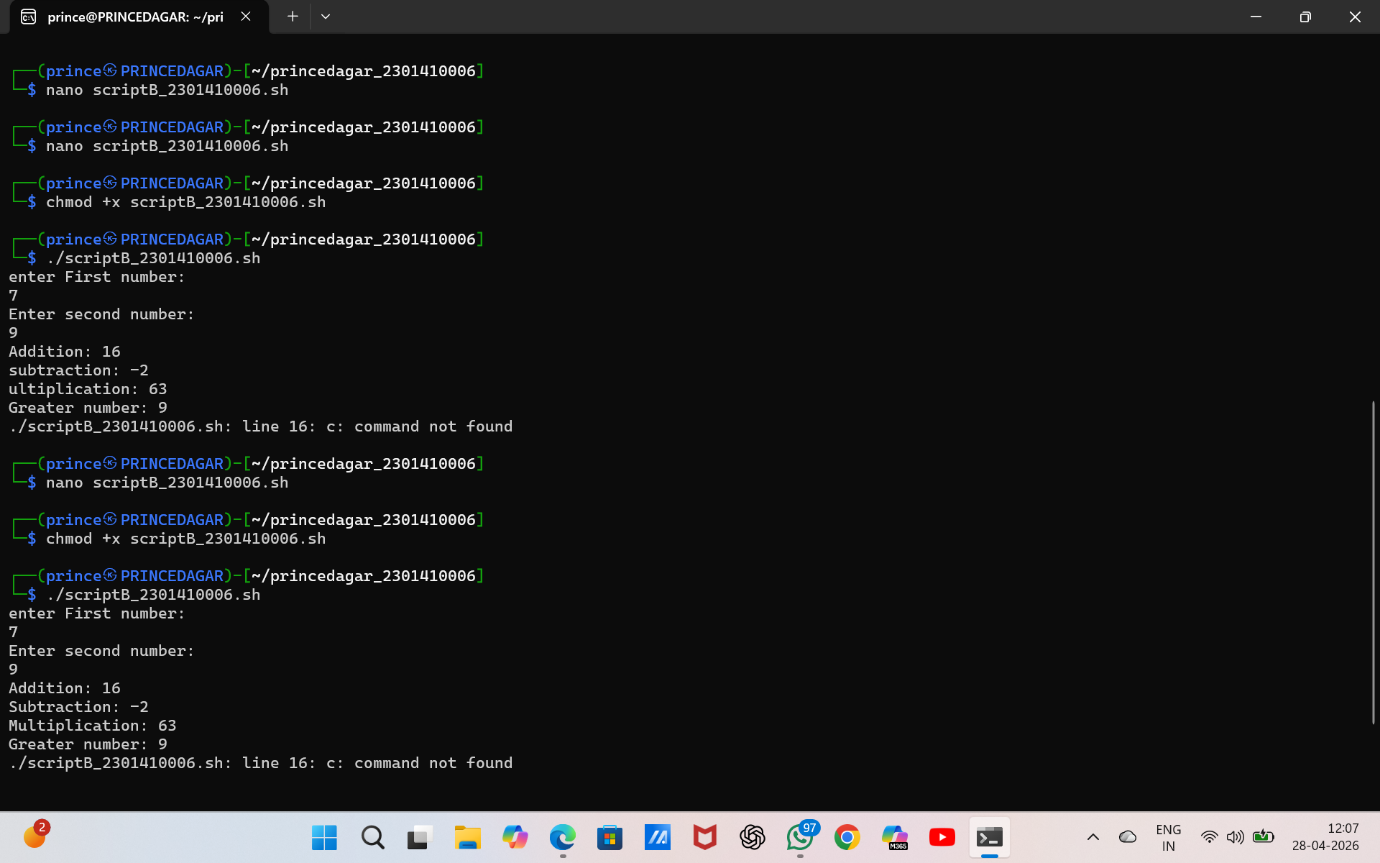 prince@PRINCEDAGAR: ~/pri
┌──(prince㉿PRINCEDAGAR)-[~/princedagar_2301410006]
└─$ nano scriptB_2301410006.sh
┌──(prince㉿PRINCEDAGAR)-[~/princedagar_2301410006]
└─$ nano scriptB_2301410006.sh
┌──(prince㉿PRINCEDAGAR)-[~/princedagar_2301410006]
└─$ chmod +x scriptB_2301410006.sh
┌──(prince㉿PRINCEDAGAR)-[~/princedagar_2301410006]
└─$ ./scriptB_2301410006.sh
enter First number:
7
Enter second number:
9
Addition: 16
subtraction: -2
ultiplication: 63
Greater number: 9
./scriptB_2301410006.sh: line 16: c: command not found
┌──(prince㉿PRINCEDAGAR)-[~/princedagar_2301410006]
└─$ nano scriptB_2301410006.sh
┌──(prince㉿PRINCEDAGAR)-[~/princedagar_2301410006]
└─$ chmod +x scriptB_2301410006.sh
┌──(prince㉿PRINCEDAGAR)-[~/princedagar_2301410006]
└─$ ./scriptB_2301410006.sh
enter First number:
7
Enter second number:
9
Addition: 16
Subtraction: -2
Multiplication: 63
Greater number: 9
./scriptB_2301410006.sh: line 16: c: command not found
2
97
M365
ENG
IN
12:07
28-04-2026